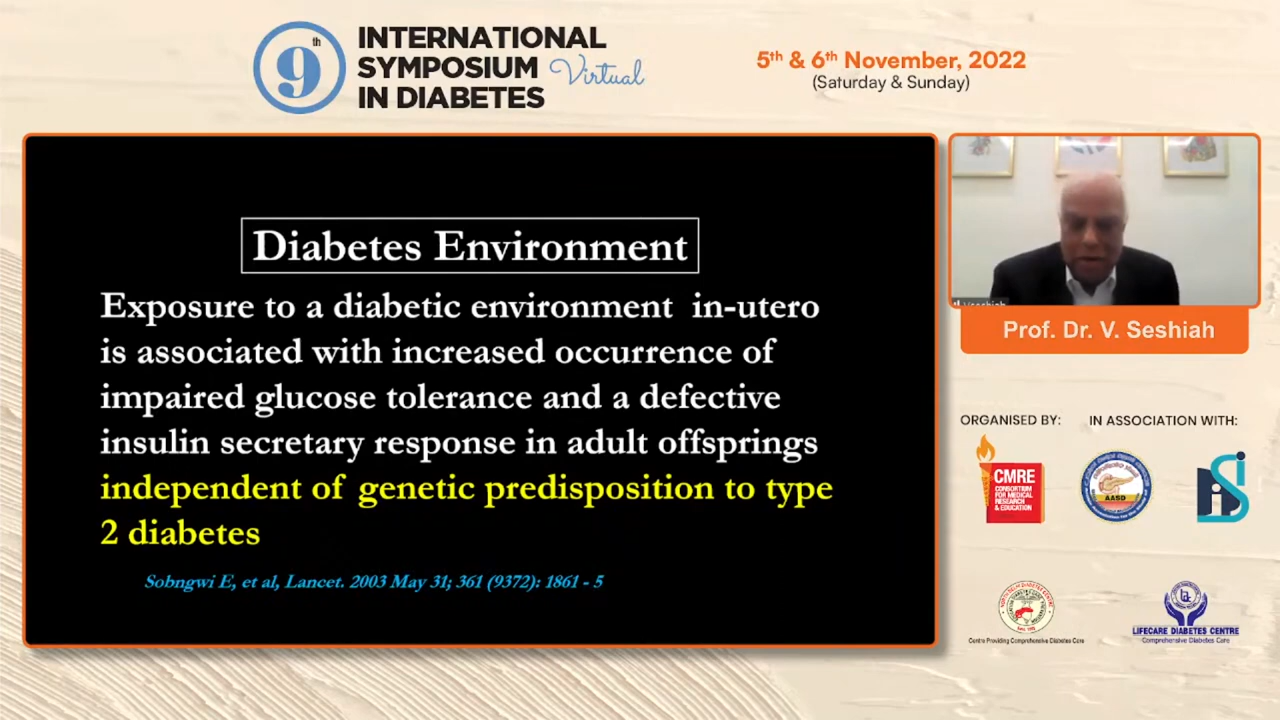 9th
INTERNATIONAL
SYMPOSIUM Virtual
IN DIABETES
5th & 6th November, 2022
(Saturday & Sunday)
Diabetes Environment
Exposure to a diabetic environment in-utero
is associated with increased occurrence of
impaired glucose tolerance and a defective
insulin secretary response in adult offsprings
independent of genetic predisposition to type
2 diabetes
Sobngwi E, et al, Lancet. 2003 May 31; 361 (9372): 1861 - 5
Prof. Dr. V. Seshiah
ORGANISED BY:
IN ASSOCIATION WITH:
CMRE
CONSORTIUM
FOR MEDICAL
RESEARCH
& EDUCATION
AASD
Centre Providing Comprehensive Diabetes Care
LIFECARE DIABETES CENTRE
Comprehensive Diabetes Care